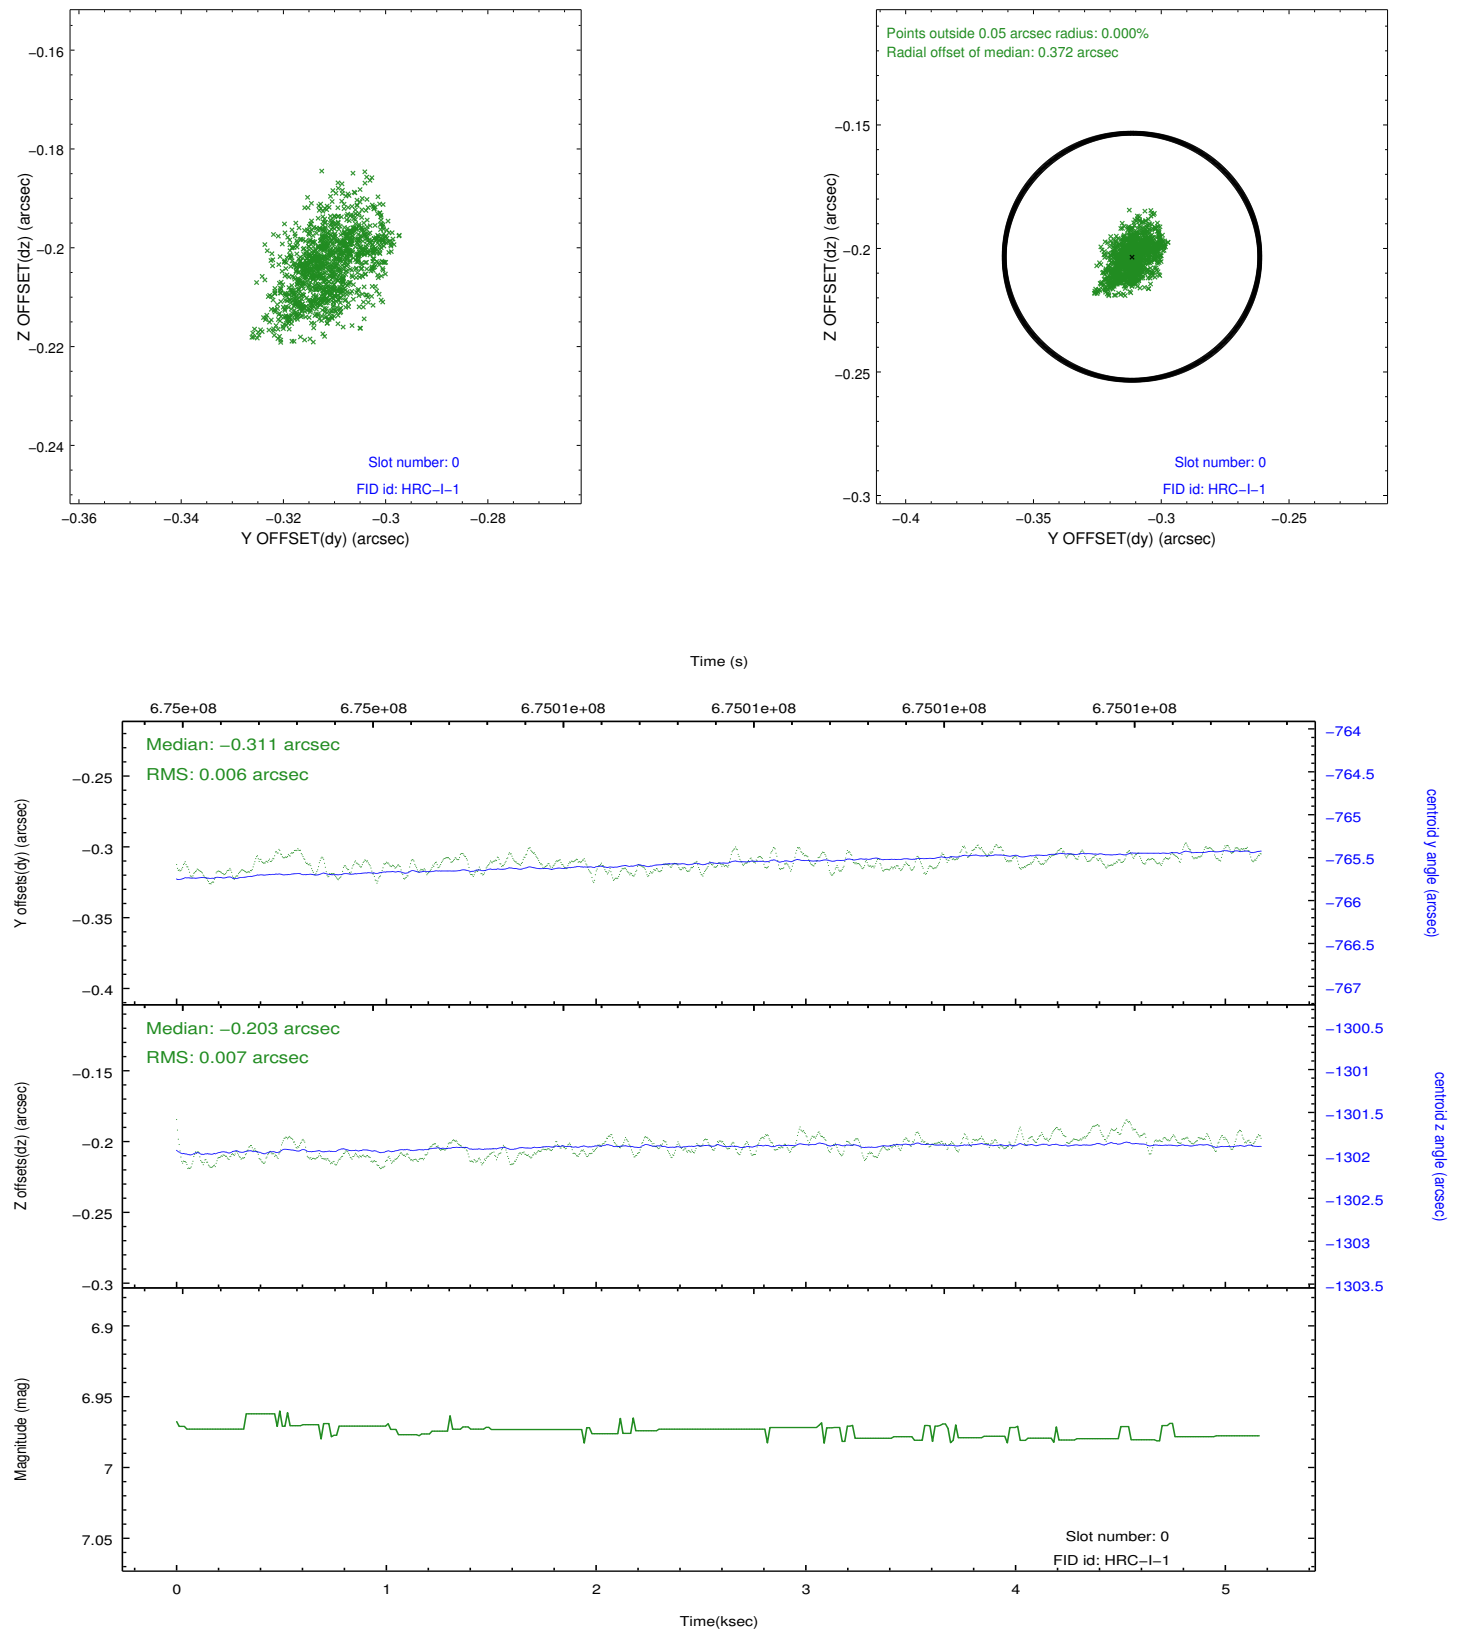 −0.16
−0.18
−0.2
−0.22
−0.24
Z OFFSET(dz) (arcsec)
Slot number: 0
FID id: HRC−I−1
−0.36 −0.34 −0.32 −0.3 −0.28
Y OFFSET(dy) (arcsec)
Points outside 0.05 arcsec radius: 0.000%
Radial offset of median: 0.372 arcsec
−0.15
−0.2
−0.25
−0.3
Z OFFSET(dz) (arcsec)
Slot number: 0
FID id: HRC−I−1
−0.4 −0.35 −0.3 −0.25
Y OFFSET(dy) (arcsec)
Time (s)
6.75e+08 6.75e+08 6.7501e+08 6.7501e+08 6.7501e+08 6.7501e+08
Median: −0.311 arcsec
RMS: 0.006 arcsec
−0.25
−0.3
−0.35
−0.4
Y offsets(dy) (arcsec)
−764
−764.5
−765
−765.5
−766
−766.5
−767
centroid y angle (arcsec)
Median: −0.203 arcsec
RMS: 0.007 arcsec
−0.15
−0.2
−0.25
−0.3
Z offsets(dz) (arcsec)
−1300.5
−1301
−1301.5
−1302
−1302.5
−1303
−1303.5
centroid z angle (arcsec)
6.9
6.95
7
7.05
Magnitude (mag)
Slot number: 0
FID id: HRC−I−1
0 1 2 3 4 5
Time(ksec)